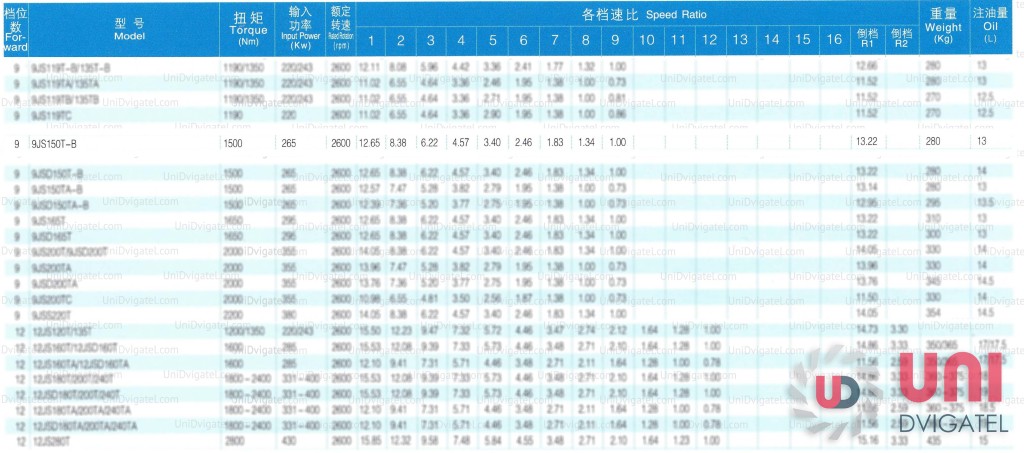 档位数 Forward 型号 Model 扭矩 Torque (Nm) 输入功率 Input Power (Kw) 额定转速 (rpm) 各档速比 Speed Ratio 重量 Weight (Kg) 注油量 Oil (L)
1 2 3 4 5 6 7 8 9 10 11 12 13 14 15 16 倒档 R1 倒档 R2
9 9JS119T-B/135T-B 1190/1350 220/243 2600 12.11 8.08 5.96 4.42 3.36 2.41 1.77 1.32 1.00 12.66 280 13
9 9JS119TA/135TA 1190/1350 220/243 2600 11.02 6.55 4.64 3.36 2.46 1.95 1.38 1.00 0.73 11.52 280 13
9 9JS119TB/135TB 1190/1350 220/243 2600 11.02 6.55 4.64 3.36 2.71 1.95 1.38 1.00 0.81 11.52 270 12.5
9 9JS119TC 1190 220 2600 11.02 6.55 4.64 3.36 2.90 1.95 1.38 1.00 0.86 11.52 270 12.5
9 9JS150T-B 1500 265 2600 12.65 8.38 6.22 4.57 3.40 2.46 1.83 1.34 1.00 13.22 280 13
9 9JSD150T-B 1500 265 2600 12.65 8.38 6.22 4.57 3.40 2.46 1.83 1.34 1.00 13.22 280 14
9 9JS150TA-B 1500 265 2600 12.57 7.47 5.28 3.82 2.79 1.95 1.38 1.00 0.73 13.14 280 13
9 9JSD150TA-B 1500 265 2600 12.39 7.36 5.20 3.77 2.75 1.95 1.38 1.00 0.73 12.95 295 13.5
9 9JS165T 1650 295 2600 12.65 8.38 6.22 4.57 3.40 2.46 1.83 1.34 1.00 13.22 310 13
9 9JSD165T 1650 295 2600 12.65 8.38 6.22 4.57 3.40 2.46 1.83 1.34 1.00 13.22 300 13
9 9JS200T/9JSD200T 2000 355 2600 14.05 8.38 6.22 4.57 3.40 2.46 1.83 1.34 1.00 14.05 330 14
9 9JS200TA 2000 355 2600 13.96 7.47 5.28 3.82 2.79 1.95 1.38 1.00 0.73 13.96 330 14
9 9JSD200TA 2000 355 2600 13.76 7.36 5.20 3.77 2.75 1.95 1.38 1.00 0.73 13.76 345 14.5
9 9JS200TC 2000 355 2600 10.98 6.55 4.81 3.50 2.56 1.87 1.38 1.00 0.73 11.50 330 14
9 9JS220T 2200 380 2600 14.05 8.38 6.22 4.57 3.40 2.46 1.83 1.34 1.00 14.05 354 14.5
12 12JS120T/135T 1200/1350 220/243 2600 15.50 12.23 9.47 7.32 5.72 4.46 3.47 2.74 2.12 1.64 1.28 1.00 14.73 3.30
12 12JS160T/12JSD160T 1600 285 2600 15.53 12.08 9.39 7.33 5.73 4.46 3.48 2.71 2.10 1.64 1.28 1.00 14.86 3.33 350/365 17/17.5
12 12JS160TA/12JSD160TA 1600 285 2600 12.10 9.41 7.31 5.71 4.46 3.48 2.71 2.11 1.64 1.28 1.00 0.78 11.56
12 12JS180T/200T/240T 1800-2400 331-400 2600 15.53 12.08 9.39 7.33 5.73 4.46 3.48 2.71 2.10 1.64 1.28 1.00
12 12JSD180T/200T/240T 1800-2400 331-400 2600 15.53 12.08 9.39 7.33 5.73 4.46 3.48 2.71 2.10 1.64 1.28 1.00
12 12JS180TA/200TA/240TA 1800-2400 331-400 2600 12.10 9.41 7.31 5.71 4.46 3.48 2.71 2.11 1.64 1.28 1.00 0.78
12 12JSD180TA/200TA/240TA 1800-2400 331-400 2600 12.10 9.41 7.31 5.71 4.46 3.48 2.71 2.11 1.64 1.28 1.00 0.78 11.56 2.59
12 12JS280T 2800 430 2600 15.85 12.32 9.58 7.48 5.84 4.55 3.48 2.71 2.10 1.64 1.23 1.00 15.16 3.33 435 15
UD UNI
DVIGATEL
UniDvigatel.com